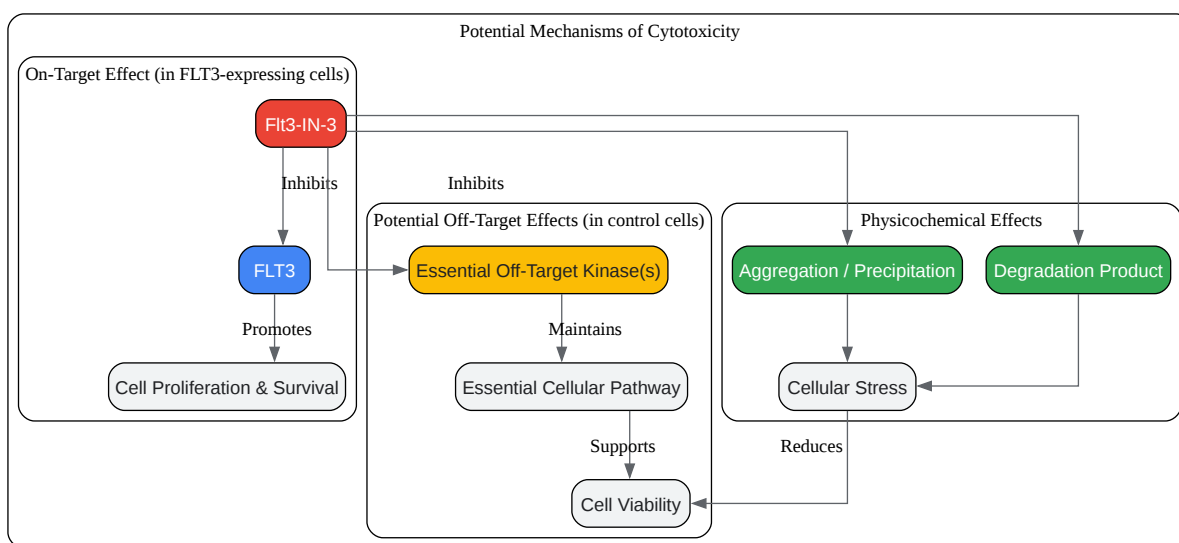 Potential Mechanisms of Cytotoxicity
On-Target Effect (in FLT3-expressing cells)
Flt3-IN-3
Inhibits
Inhibits
Potential Off-Target Effects (in control cells)
Physicochemical Effects
FLT3
Essential Off-Target Kinase(s)
Aggregation / Precipitation
Degradation Product
Promotes
Maintains
Cell Proliferation & Survival
Essential Cellular Pathway
Cellular Stress
Supports
Reduces
Cell Viability